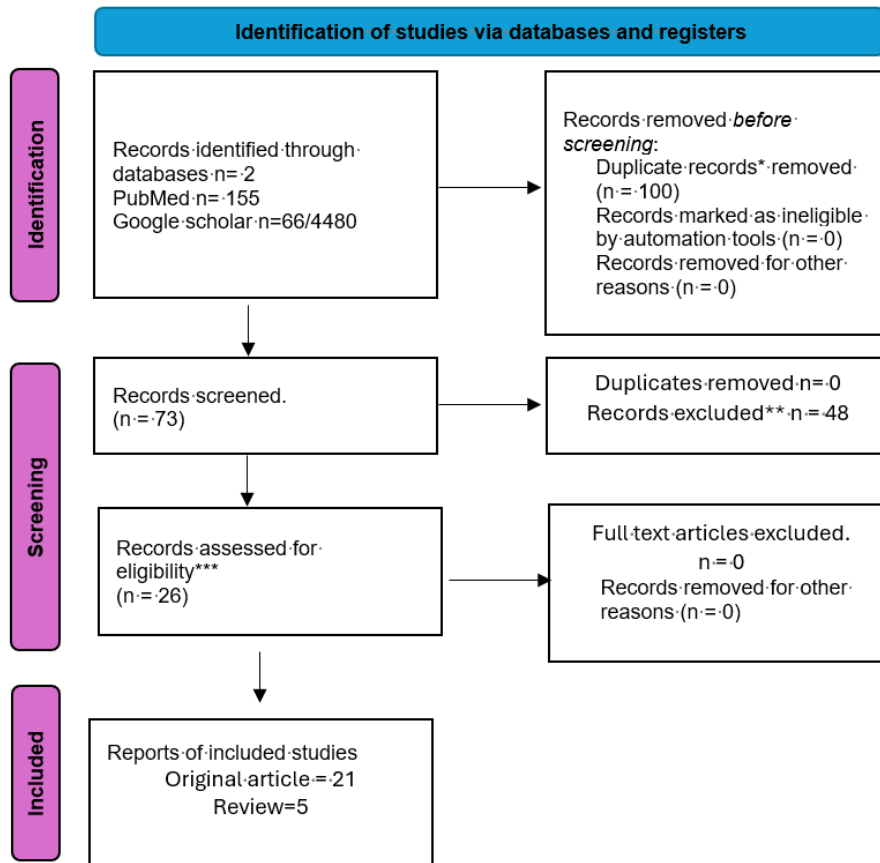 Identification of studies via databases and registers
Identification
Records identified through
databases n= 2
PubMed n= 155
Google scholar n=66/4480
Records removed before
screening:
Duplicate records* removed
(n = 100)
Records marked as ineligible
by automation tools (n = 0)
Records removed for other
reasons (n = 0)
Screening
Records screened.
(n = 73)
Duplicates removed n= 0
Records excluded** n = 48
Records assessed for
eligibility***
(n = 26)
Full text articles excluded.
n = 0
Records removed for other
reasons (n = 0)
Included
Reports of included studies
Original article = 21
Review=5